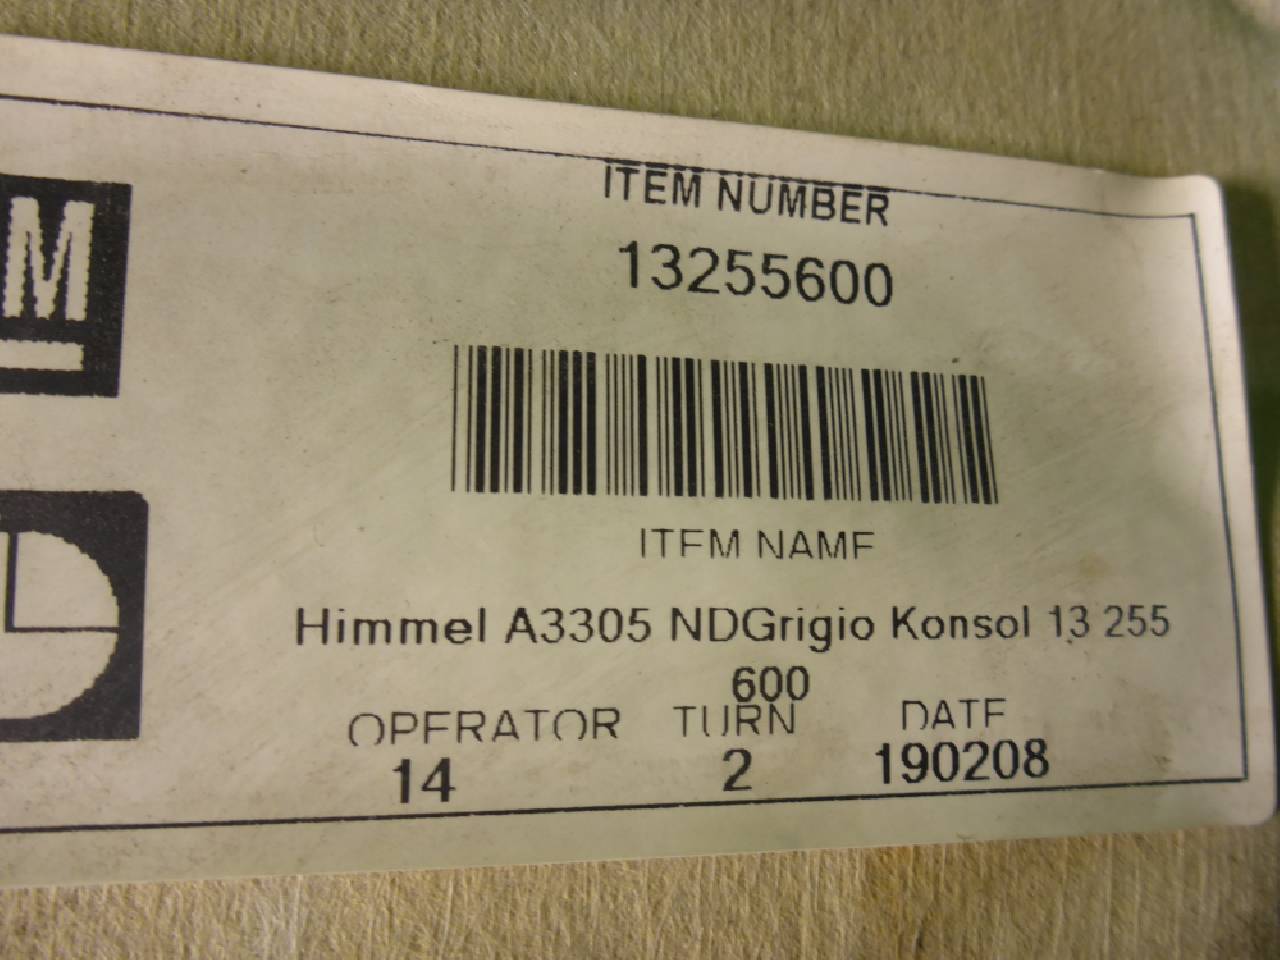 ITEM NUMBER
13255600
M
ITEM NAME
Himmel A3305 NDGrigio Konsol 13 255
600
OPERATOR TURN DATE
14 2 190208